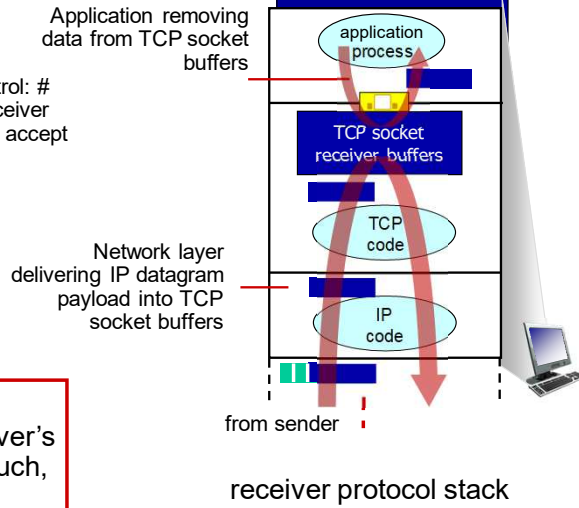 Application removing
data from TCP socket
buffers
trol: #
ceiver
accept
application
process
TCP socket
receiver buffers
TCP
code
Network layer
delivering IP datagram
payload into TCP
socket buffers
IP
code
from sender
ver's
uch,
receiver protocol stack